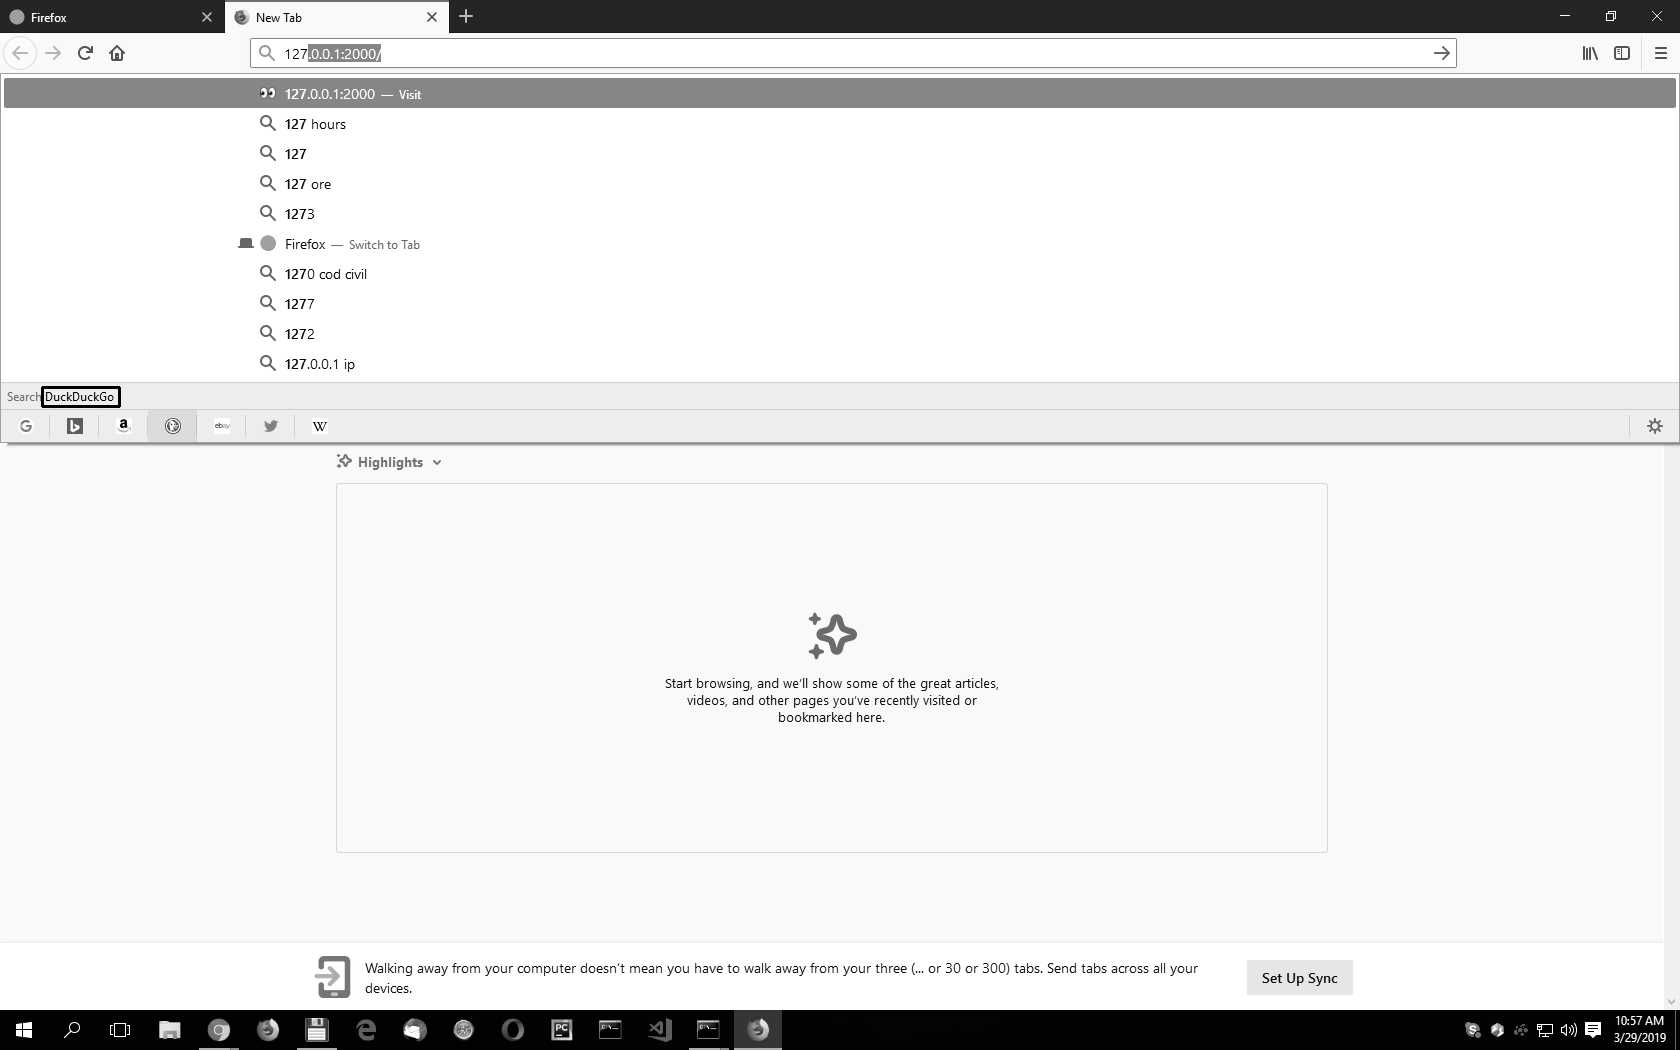 Firefox
New Tab
127.0.0.1:2000/
127.0.0.1:2000 — Visit
127 hours
127
127 ore
1273
Firefox — Switch to Tab
1270 cod civil
1277
1272
127.0.0.1 ip
Search DuckDuckGo
G b a ebay W
Highlights
Start browsing, and we'll show some of the great articles,
videos, and other pages you've recently visited or
bookmarked here.
Walking away from your computer doesn't mean you have to walk away from your three (... or 30 or 300) tabs. Send tabs across all your
devices.
Set Up Sync
PC
10:57 AM
3/29/2019